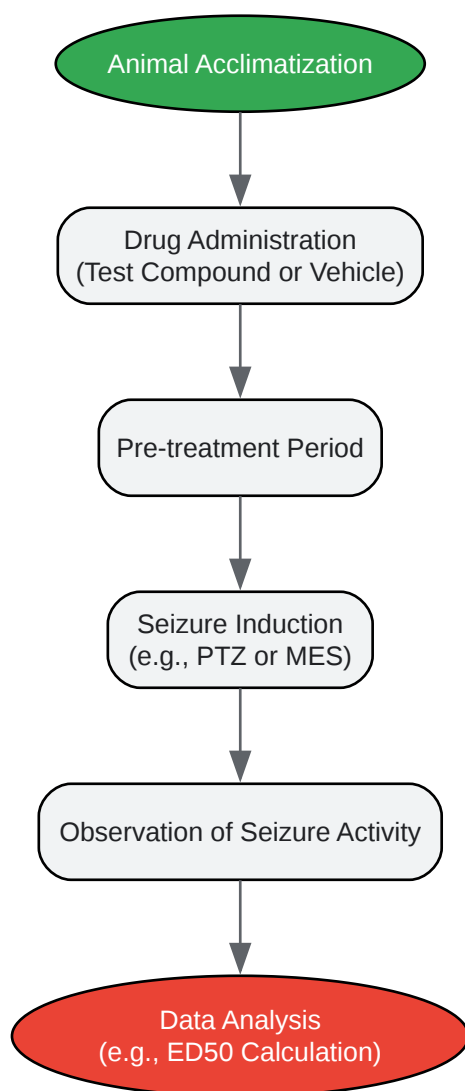 Animal Acclimatization
Drug Administration
(Test Compound or Vehicle)
Pre-treatment Period
Seizure Induction
(e.g., PTZ or MES)
Observation of Seizure Activity
Data Analysis
(e.g., ED50 Calculation)